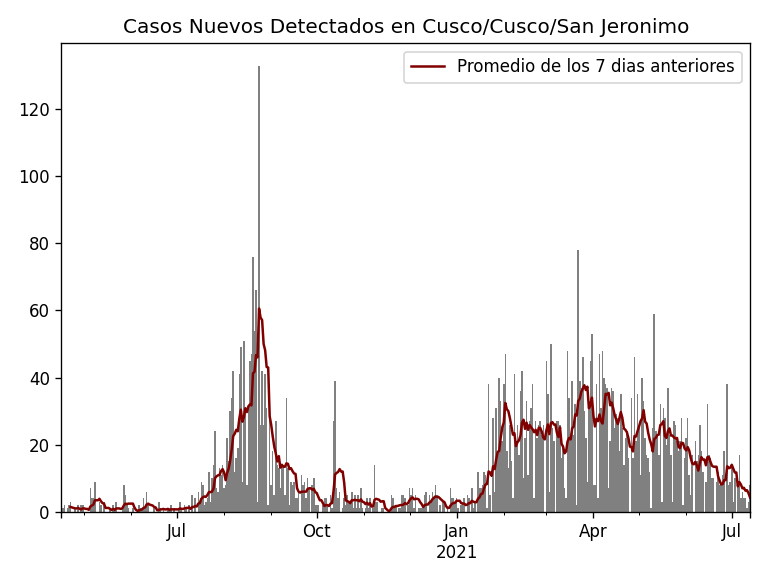 Casos Nuevos Detectados en Cusco/Cusco/San Jeronimo
Promedio de los 7 dias anteriores
120
100
80
60
40
20
0
Jul
Oct
Jan
2021
Apr
Jul